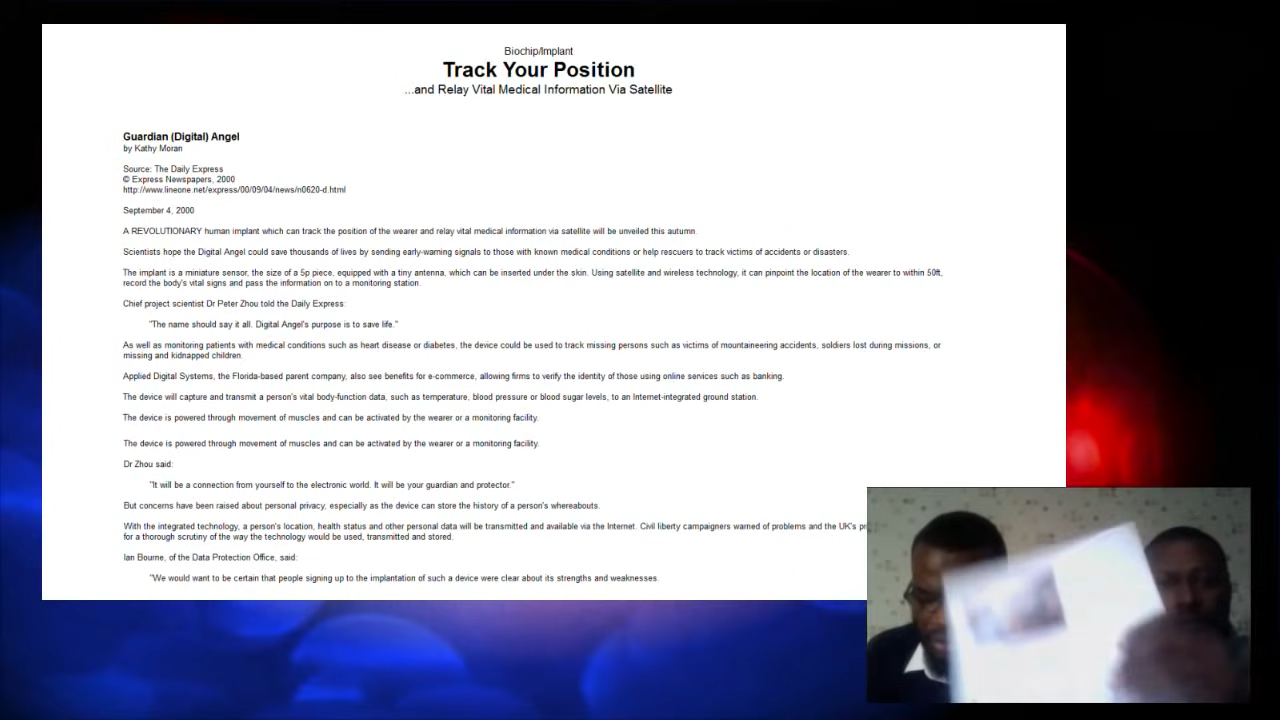 Biochip/Implant
Track Your Position
...and Relay Vital Medical Information Via Satellite
Guardian (Digital) Angel
by Kathy Moran
Source: The Daily Express
© Express Newspapers, 2000
http://www.lineone.net/express/00/09/04/news/n0620-d.html
September 4, 2000
A REVOLUTIONARY human implant which can track the position of the wearer and relay vital medical information via satellite will be unveiled this autumn.
Scientists hope the Digital Angel could save thousands of lives by sending early-warning signals to those with known medical conditions or help rescuers to track victims of accidents or disasters.
The implant is a miniature sensor, the size of a 5p piece, equipped with a tiny antenna, which can be inserted under the skin. Using satellite and wireless technology, it can pinpoint the location of the wearer to within 50ft,
record the body's vital signs and pass the information on to a monitoring station.
Chief project scientist Dr Peter Zhou told the Daily Express:
"The name should say it all. Digital Angel's purpose is to save life."
As well as monitoring patients with medical conditions such as heart disease or diabetes, the device could be used to track missing persons such as victims of mountaineering accidents, soldiers lost during missions, or
missing and kidnapped children.
Applied Digital Systems, the Florida-based parent company, also see benefits for e-commerce, allowing firms to verify the identity of those using online services such as banking.
The device will capture and transmit a person's vital body-function data, such as temperature, blood pressure or blood sugar levels, to an Internet-integrated ground station.
The device is powered through movement of muscles and can be activated by the wearer or a monitoring facility.
The device is powered through movement of muscles and can be activated by the wearer or a monitoring facility.
Dr Zhou said:
"It will be a connection from yourself to the electronic world. It will be your guardian and protector."
But concerns have been raised about personal privacy, especially as the device can store the history of a person's whereabouts.
With the integrated technology, a person's location, health status and other personal data will be transmitted and available via the Internet. Civil liberty campaigners warned of problems and the UK's
for a thorough scrutiny of the way the technology would be used, transmitted and stored.
Ian Bourne, of the Data Protection Office, said:
"We would want to be certain that people signing up to the implantation of such a device were clear about its strengths and weaknesses.